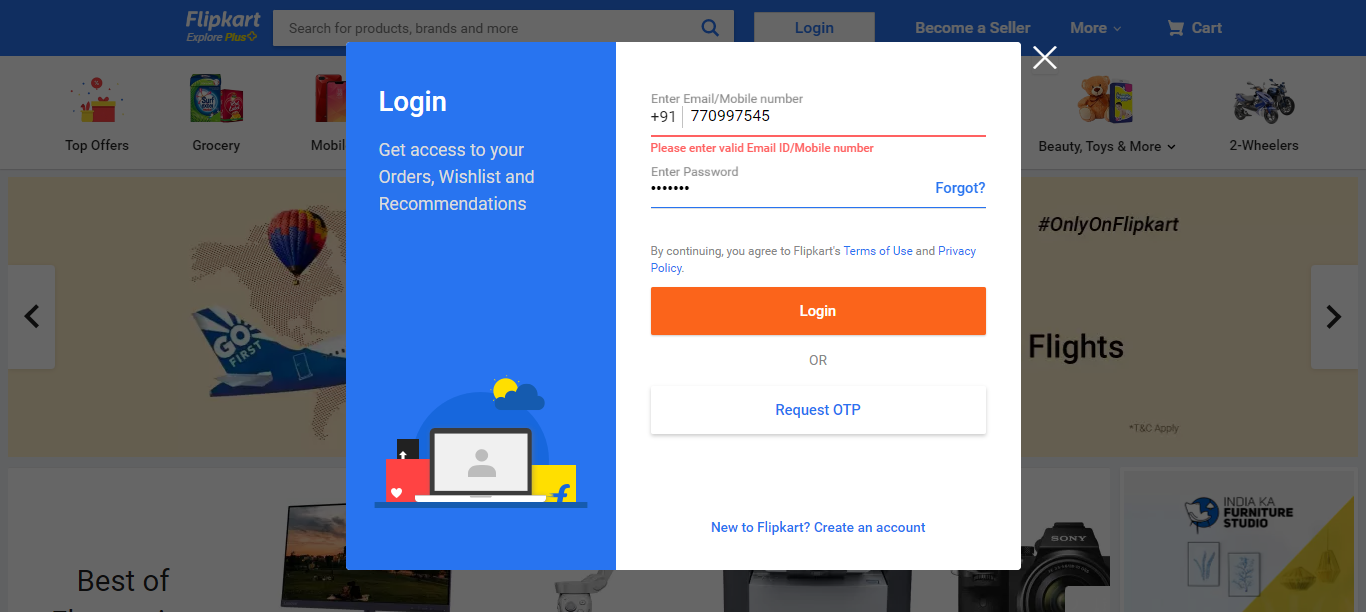 Flipkart
Explore Plus
Search for products, brands and more
Login
Become a Seller
More
Cart
Top Offers
Grocery
Mobil
Beauty, Toys & More
2-Wheelers
Login
Get access to your
Orders, Wishlist and
Recommendations
Enter Email/Mobile number
+91 770997545
Please enter valid Email ID/Mobile number
Enter Password
•••••••
Forgot?
By continuing, you agree to Flipkart's Terms of Use and Privacy
Policy.
Login
OR
Request OTP
New to Flipkart? Create an account
GO
FIRST
#OnlyOnFlipkart
Flights
*T&C Apply
Best of
SONY
INDIA KA
FURNITURE
STUDIO